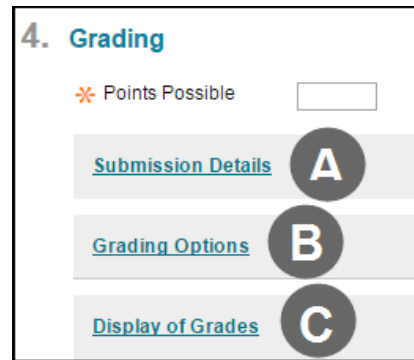 4. Grading
* Points Possible
Submission Details A
Grading Options B
Display of Grades C